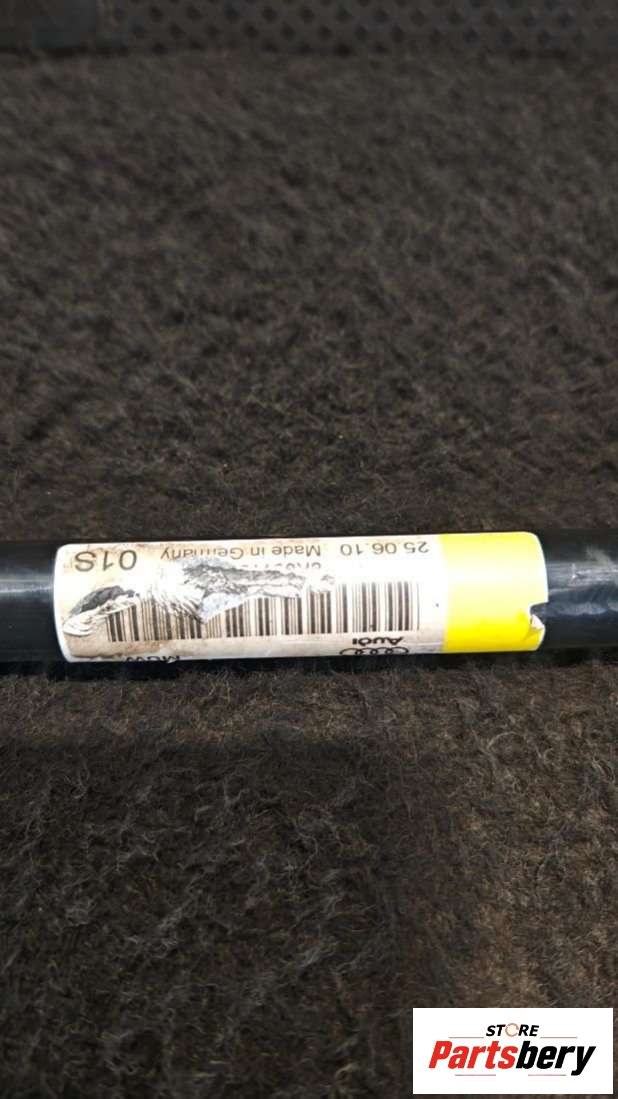 Audi
25 06.10 Made in Germany 01S
STORE
Partsbery